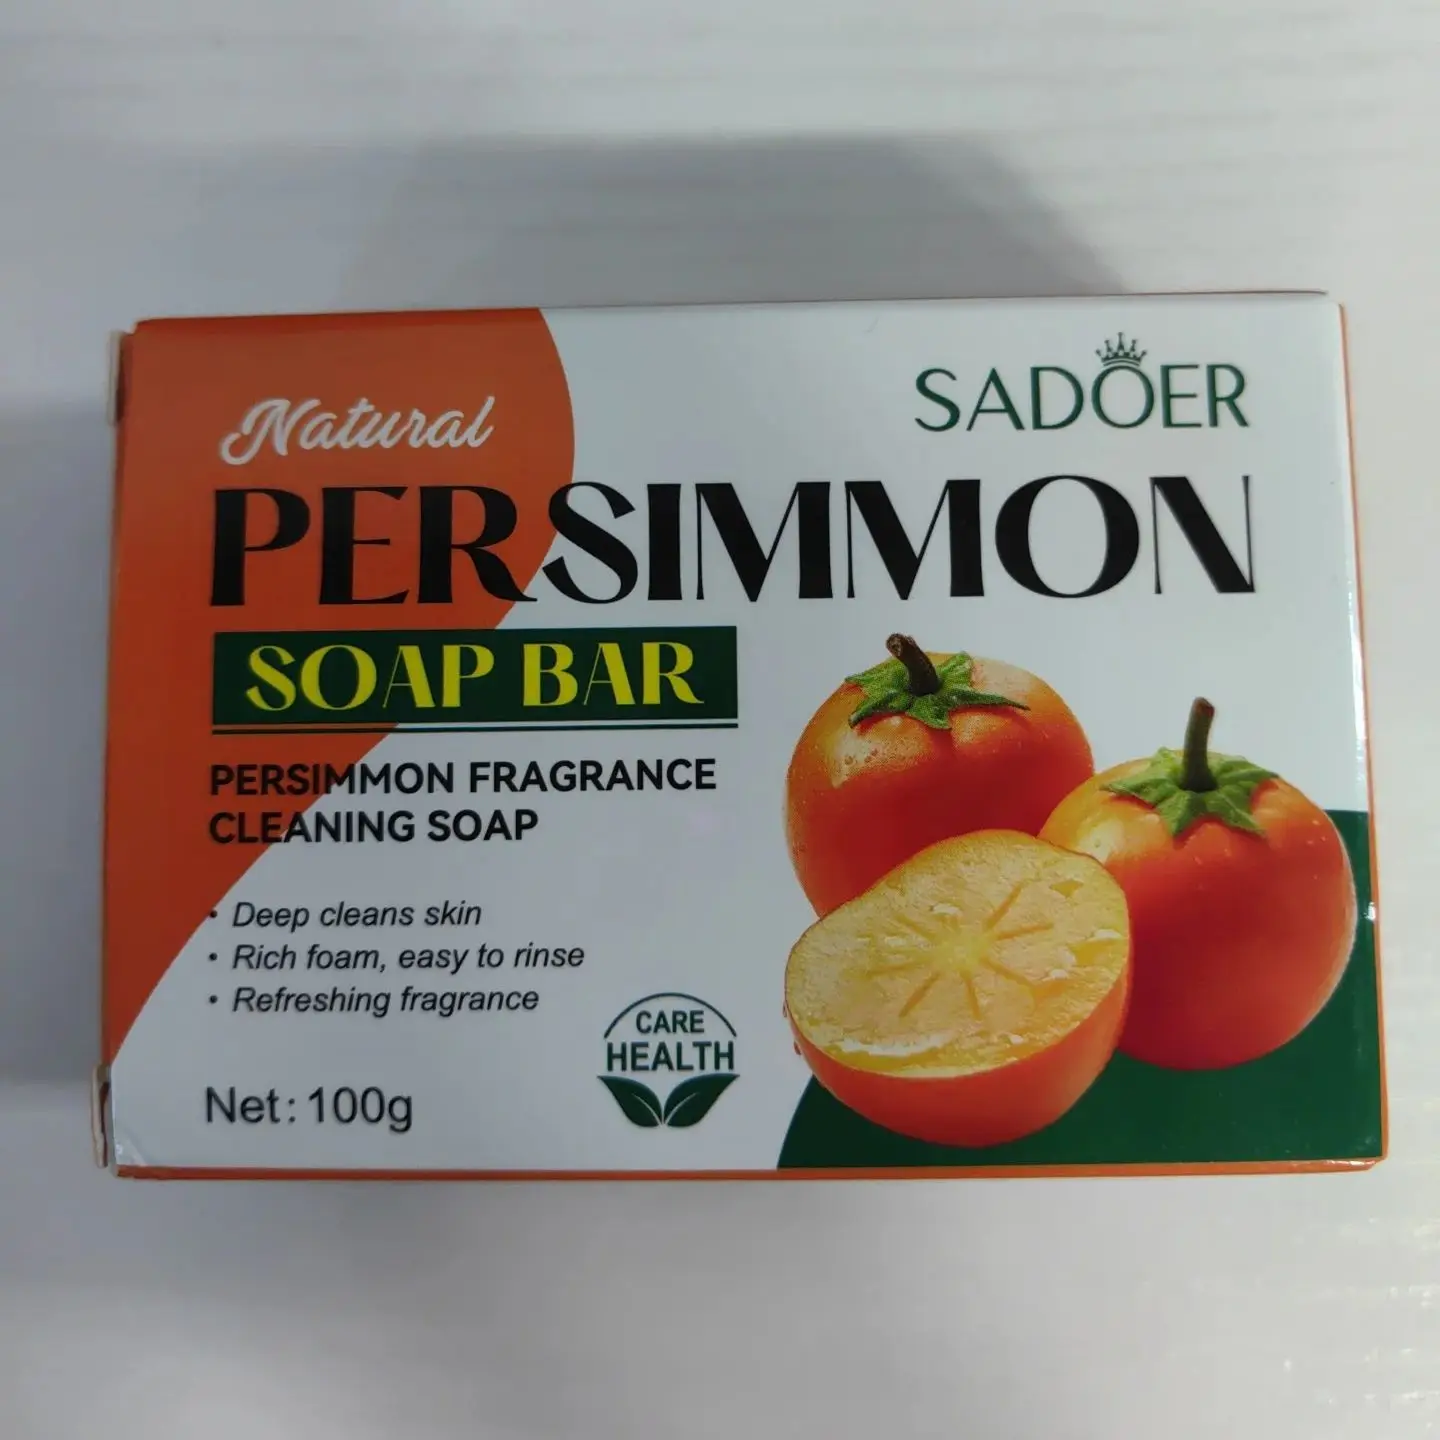 SADOER
Natural
PERSIMMON
SOAP BAR
PERSIMMON FRAGRANCE
CLEANING SOAP
• Deep cleans skin
• Rich foam, easy to rinse
• Refreshing fragrance
CARE
HEALTH
Net: 100g